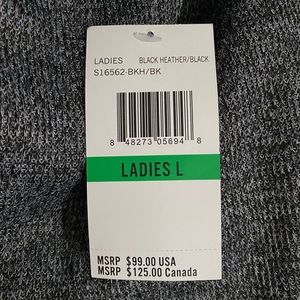 LADIES BLACK HEATHER/BLACK
S16562-BKH/BK
8 48273 05694 8
LADIES L
MSRP $99.00 USA
MSRP $125.00 Canada